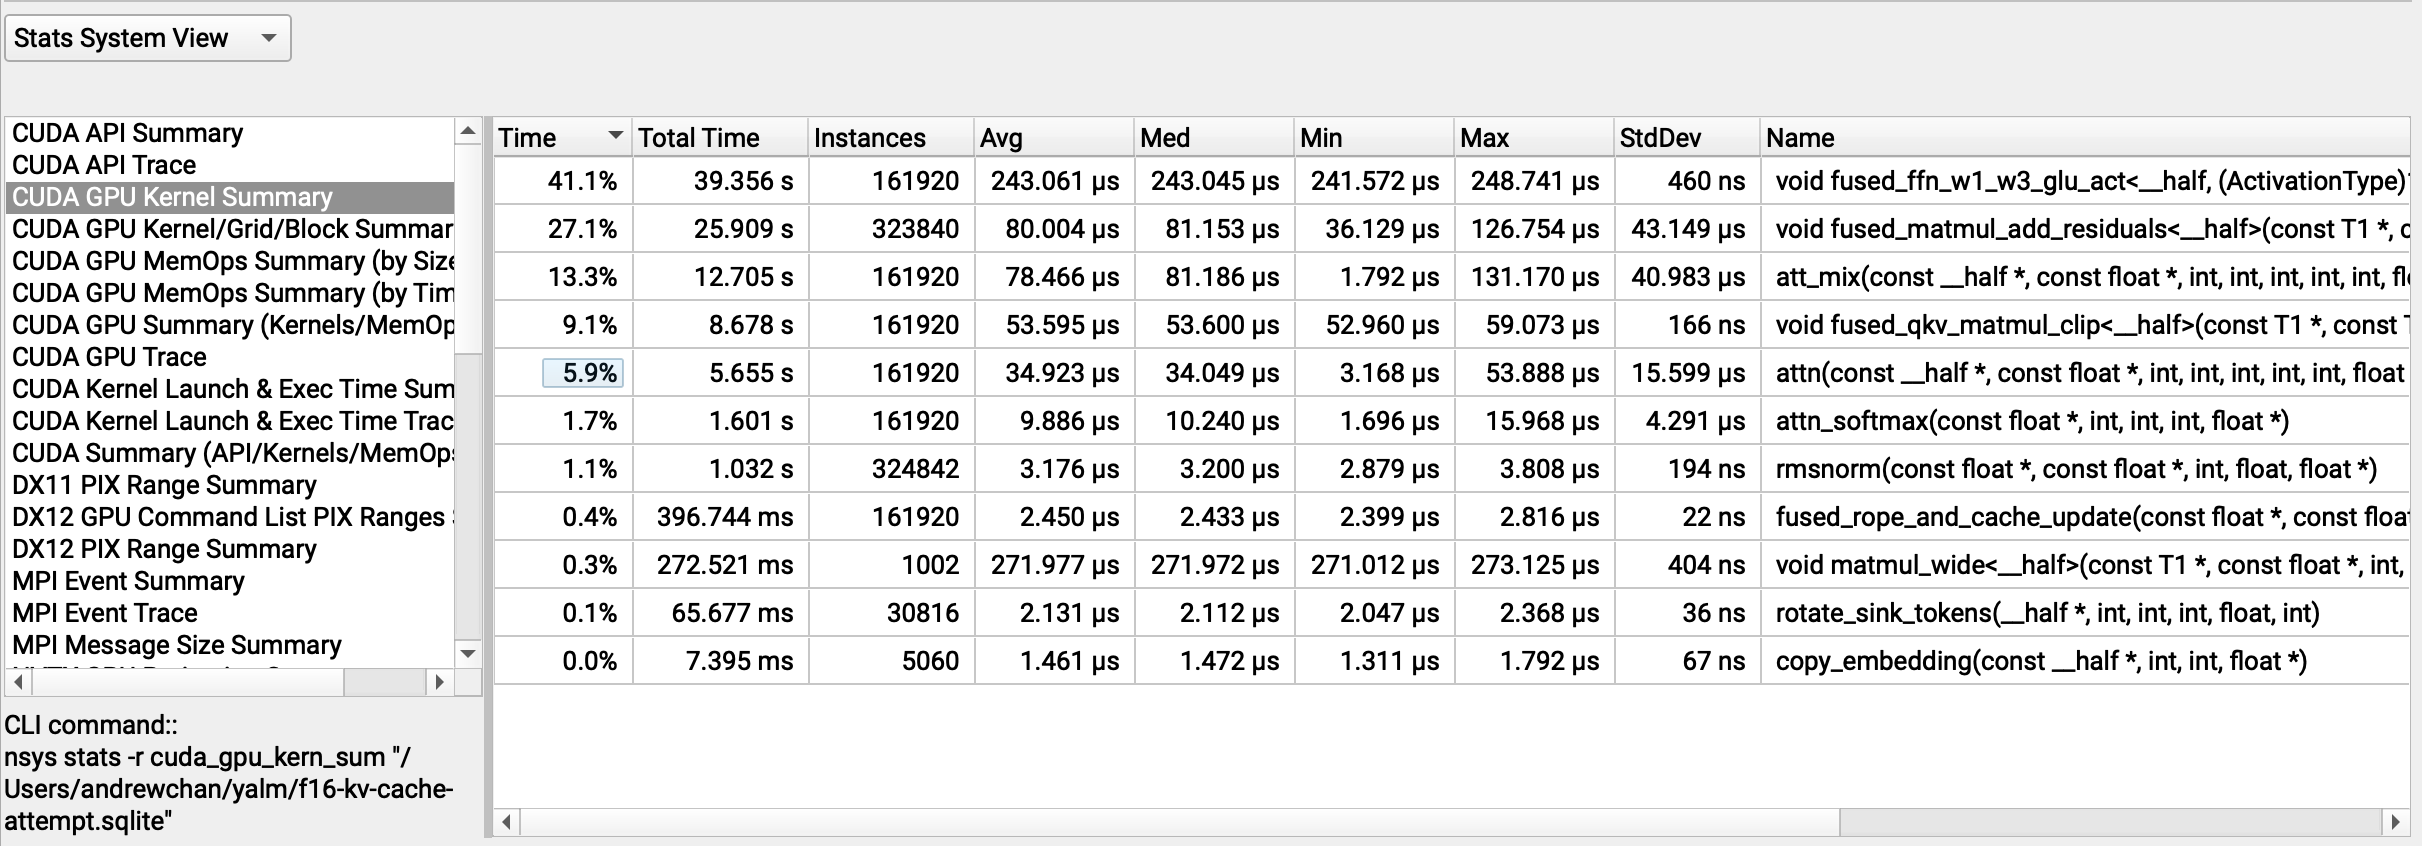 Stats System View
CUDA API Summary
CUDA API Trace
CUDA GPU Kernel Summary
CUDA GPU Kernel/Grid/Block Summar
CUDA GPU MemOps Summary (by Size
CUDA GPU MemOps Summary (by Tim
CUDA GPU Summary (Kernels/MemOp
CUDA GPU Trace
CUDA Kernel Launch & Exec Time Sum
CUDA Kernel Launch & Exec Time Trac
CUDA Summary (API/Kernels/MemOps
DX11 PIX Range Summary
DX12 GPU Command List PIX Ranges
DX12 PIX Range Summary
MPI Event Summary
MPI Event Trace
MPI Message Size Summary
CLI command::
nsys stats -r cuda_gpu_kern_sum "/
Users/andrewchan/yalm/f16-kv-cache-
attempt.sqlite"
Time Total Time Instances Avg Med Min Max StdDev Name
41.1% 39.356 s 161920 243.061 µs 243.045 µs 241.572 µs 248.741 µs 460 ns void fused_ffn_w1_w3_glu_act<__half, (ActivationType)
27.1% 25.909 s 323840 80.004 µs 81.153 µs 36.129 µs 126.754 µs 43.149 µs void fused_matmul_add_residuals<__half>(const T1 *, c
13.3% 12.705 s 161920 78.466 µs 81.186 µs 1.792 µs 131.170 µs 40.983 µs att_mix(const __half *, const float *, int, int, int, int, int, fl
9.1% 8.678 s 161920 53.595 µs 53.600 µs 52.960 µs 59.073 µs 166 ns void fused_qkv_matmul_clip<__half>(const T1 *, const T
5.9% 5.655 s 161920 34.923 µs 34.049 µs 3.168 µs 53.888 µs 15.599 µs attn(const __half *, const float *, int, int, int, int, int, float
1.7% 1.601 s 161920 9.886 µs 10.240 µs 1.696 µs 15.968 µs 4.291 µs attn_softmax(const float *, int, int, int, float *)
1.1% 1.032 s 324842 3.176 µs 3.200 µs 2.879 µs 3.808 µs 194 ns rmsnorm(const float *, const float *, int, float, float *)
0.4% 396.744 ms 161920 2.450 µs 2.433 µs 2.399 µs 2.816 µs 22 ns fused_rope_and_cache_update(const float *, const floa
0.3% 272.521 ms 1002 271.977 µs 271.972 µs 271.012 µs 273.125 µs 404 ns void matmul_wide<__half>(const T1 *, const float *, int,
0.1% 65.677 ms 30816 2.131 µs 2.112 µs 2.047 µs 2.368 µs 36 ns rotate_sink_tokens(__half *, int, int, int, float, int)
0.0% 7.395 ms 5060 1.461 µs 1.472 µs 1.311 µs 1.792 µs 67 ns copy_embedding(const __half *, int, int, float *)